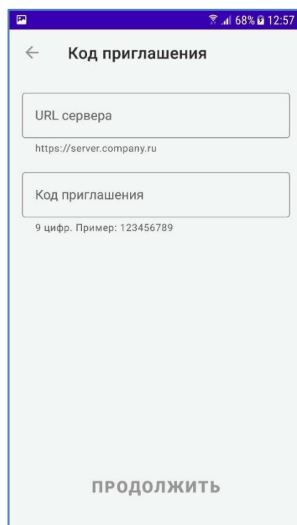 68% 12:57
Код приглашения
URL сервера
https://server.company.ru
Код приглашения
9 цифр. Пример: 123456789
ПРОДОЛЖИТЬ